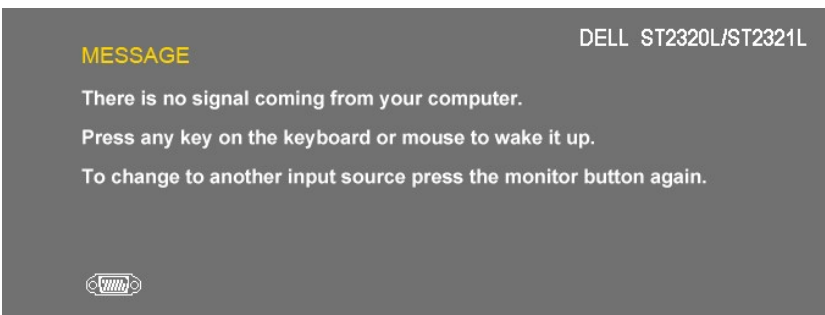 DELL ST2320L/ST2321L
MESSAGE
There is no signal coming from your computer.
Press any key on the keyboard or mouse to wake it up.
To change to another input source press the monitor button again.